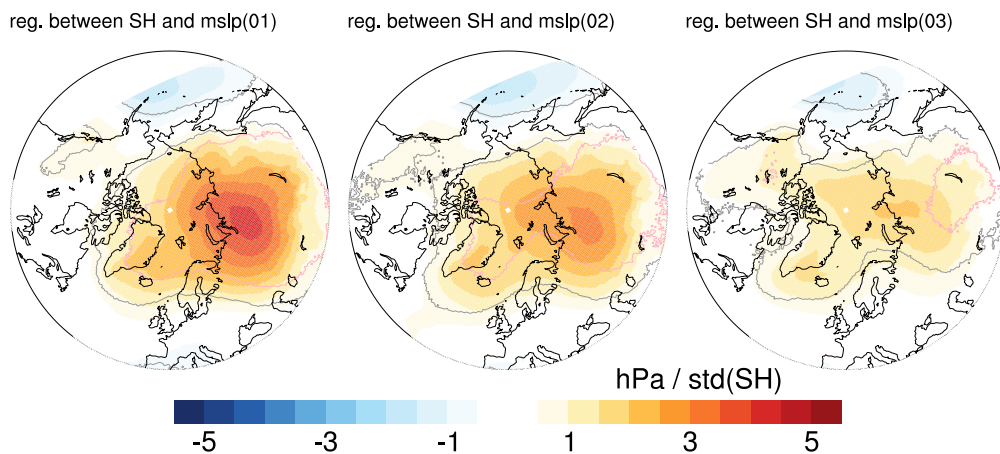 reg. between SH and mslp(01)
reg. between SH and mslp(02)
reg. between SH and mslp(03)
hPa / std(SH)
-5 -3 -1 1 3 5